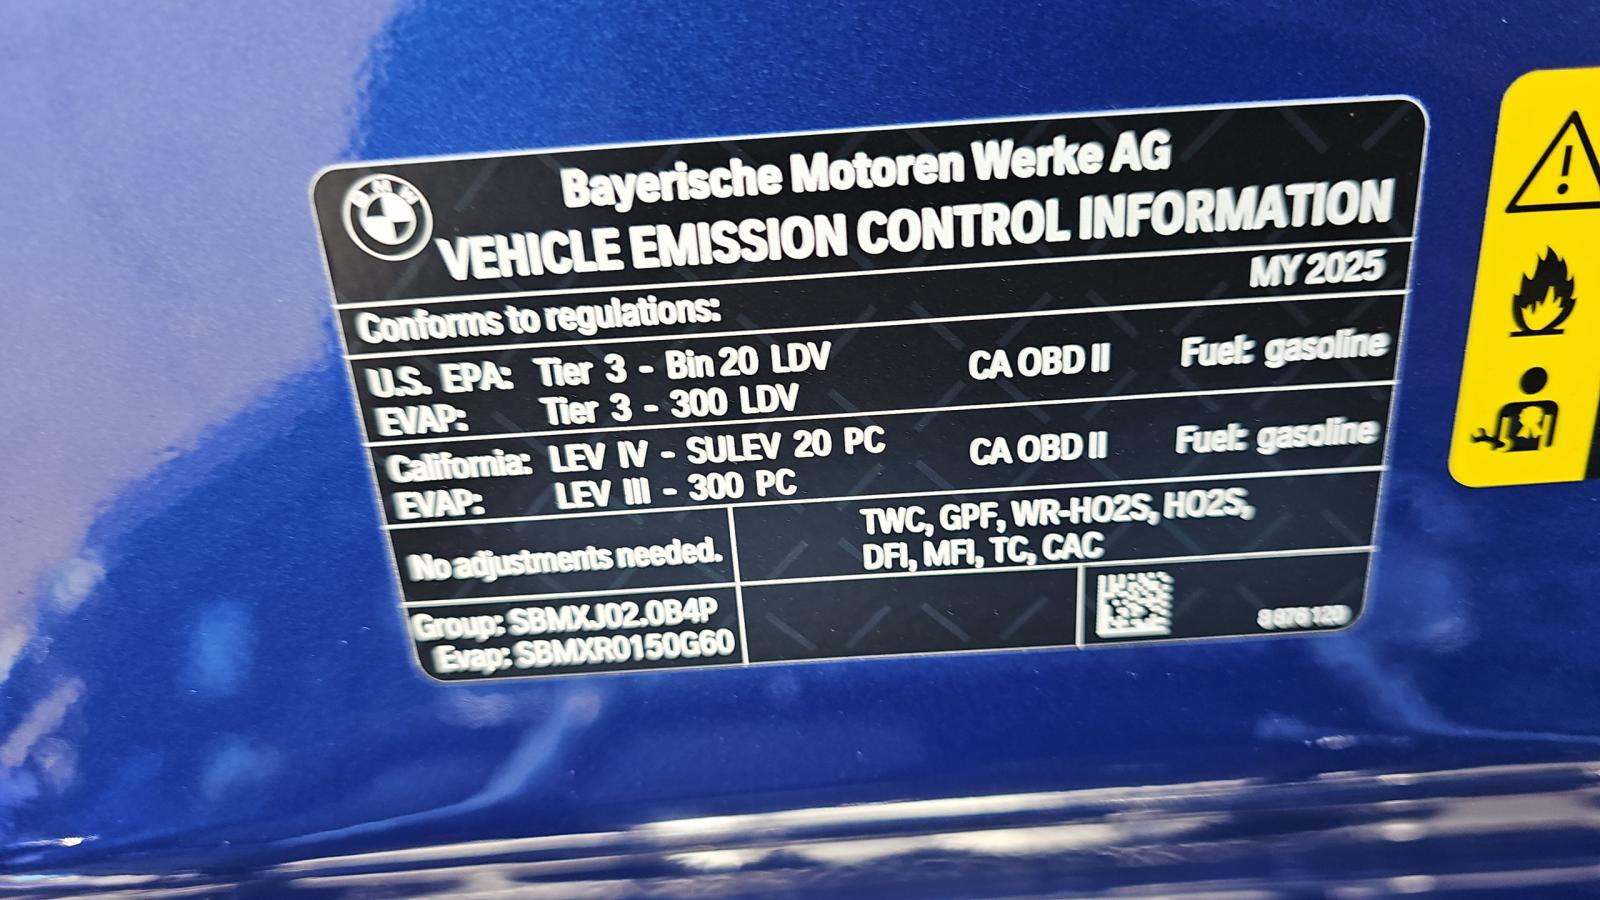 BMW
Bayerische Motoren Werke AG
VEHICLE EMISSION CONTROL INFORMATION
MY 2025
Conforms to regulations:
U.S. EPA: Tier 3 - Bin 20 LDV CA OBD II Fuel: gasoline
EVAP: Tier 3 - 300 LDV
California: LEV IV - SULEV 20 PC CA OBD II Fuel: gasoline
EVAP: LEV III - 300 PC
No adjustments needed.
TWC, GPF, WR-HO2S, HO2S,
DFI, MFI, TC, CAC
Group: SBMXJ02.0B4P
Evap: SBMXR0150G60